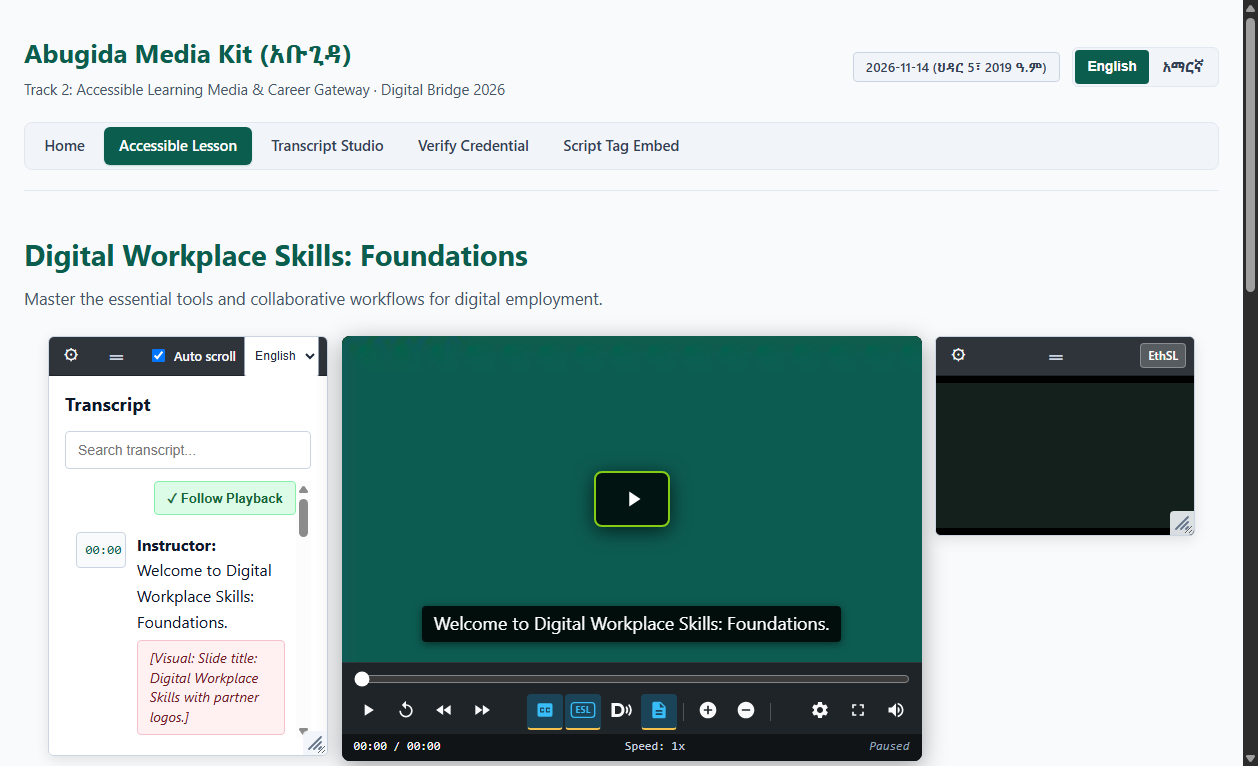 Abugida Media Kit (አቡጊዳ)
Track 2: Accessible Learning Media & Career Gateway · Digital Bridge 2026
2026-11-14 (ህዳር 5፣ 2019 ዓ.ም)
English
አማርኛ
Home
Accessible Lesson
Transcript Studio
Verify Credential
Script Tag Embed
Digital Workplace Skills: Foundations
Master the essential tools and collaborative workflows for digital employment.
Auto scroll
English
Transcript
Search transcript...
✓ Follow Playback
00:00
Instructor:
Welcome to Digital
Workplace Skills:
Foundations.
[Visual: Slide title:
Digital Workplace
Skills with partner
logos.]
Welcome to Digital Workplace Skills: Foundations.
CC
ESL
D
00:00 / 00:00
Speed: 1x
Paused
EthSL